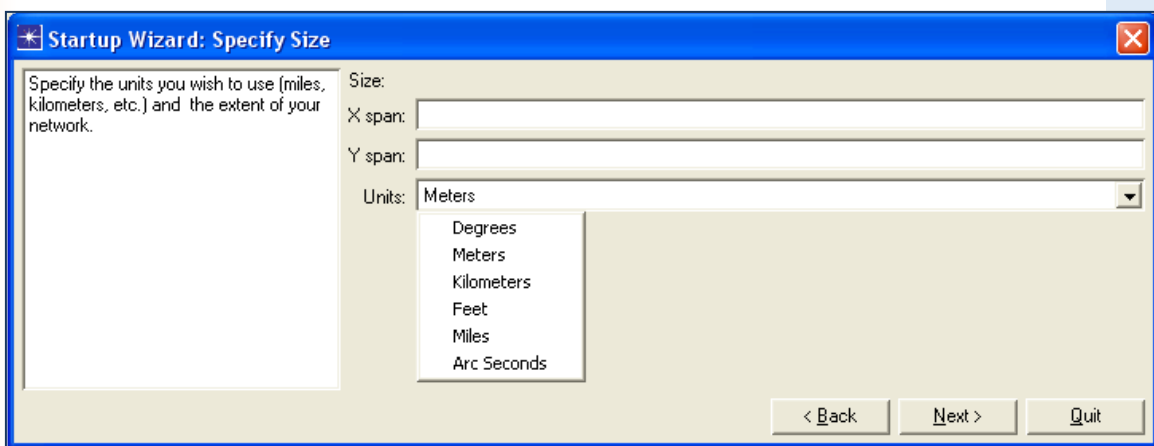 Startup Wizard: Specify Size
Specify the units you wish to use (miles,
kilometers, etc.) and the extent of your
network.
Size:
X span:
Y span:
Units: Meters
Degrees
Meters
Kilometers
Feet
Miles
Arc Seconds
< Back Next > Quit